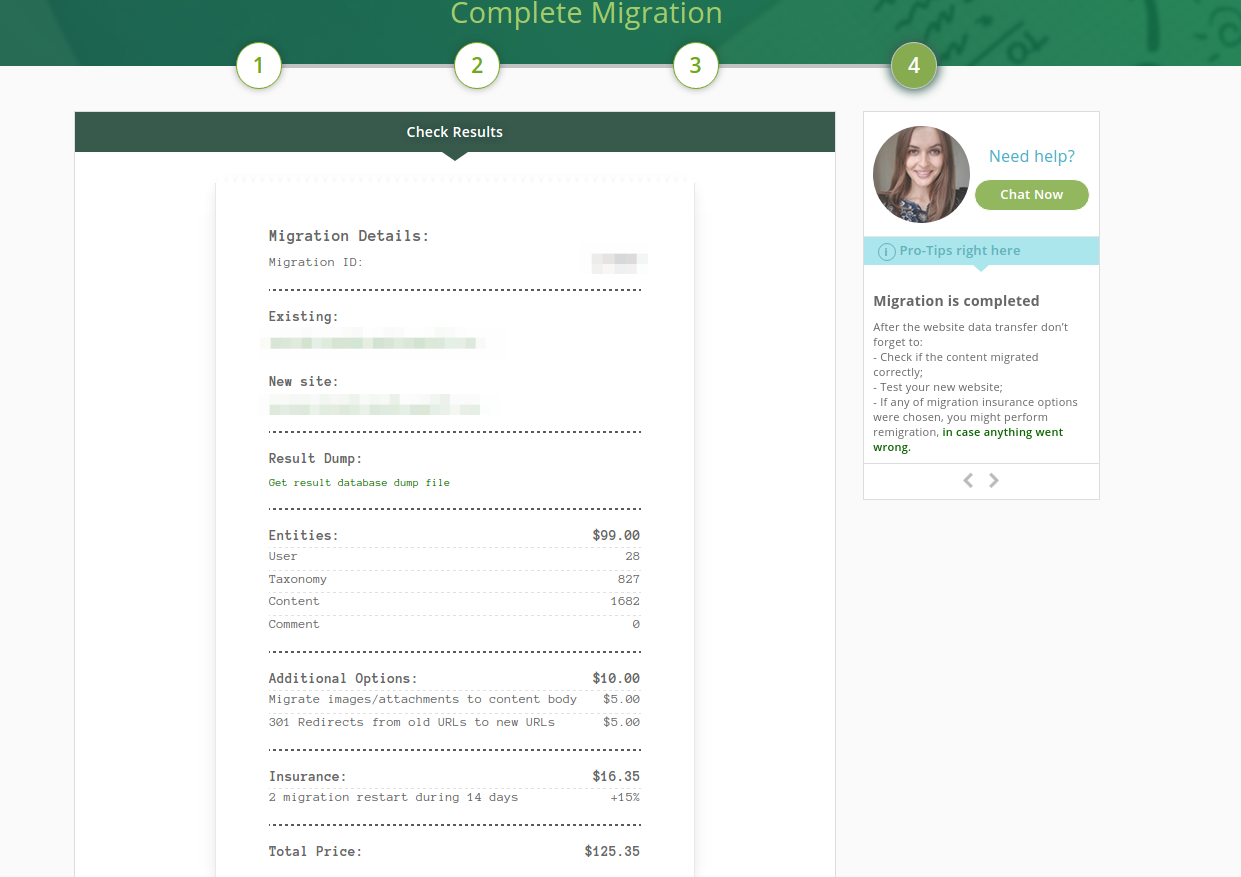 Complete Migration
1 2 3 4
Check Results
Migration Details:
Migration ID:
Existing:
New site:
Result Dump:
Get result database dump file
Entities: $99.00
User 28
Taxonomy 827
Content 1682
Comment 0
Additional Options: $10.00
Migrate images/attachments to content body $5.00
301 Redirects from old URLs to new URLs $5.00
Insurance: $16.35
2 migration restart during 14 days +15%
Total Price: $125.35
Need help?
Chat Now
i Pro-Tips right here
Migration is completed
After the website data transfer don't
forget to:
- Check if the content migrated
correctly;
- Test your new website;
- If any of migration insurance options
were chosen, you might perform
remigration, in case anything went
wrong.